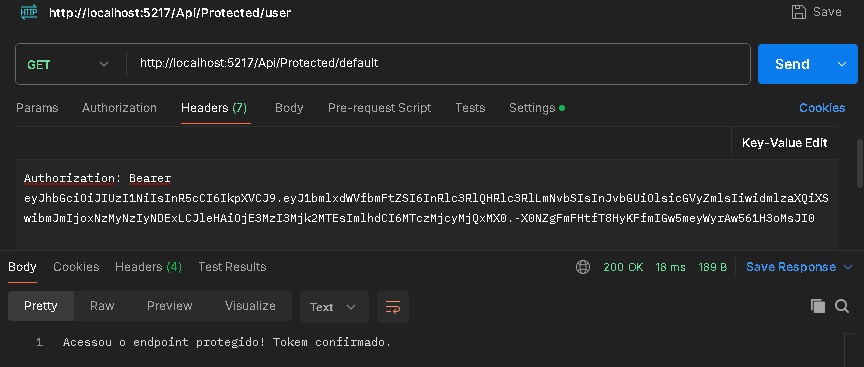 HTTP http://localhost:5217/Api/Protected/user Save
GET http://localhost:5217/Api/Protected/default Send
Params Authorization Headers (7) Body Pre-request Script Tests Settings Cookies
Key-Value Edit
Authorization: Bearer
eyJhbGciOiJIUzI1NiIsInR5cCI6IkpXVCJ9.eyJ1bmlxdWVfbmFtZSI6InRlc3RlQHRlc3RlLmNvbSIsInJvbGUiOlsicGVyZmlsIiwidmlzaXQiXS
wibmJmIjoxNzMyNzIyNDExLCJleHAiOjE3MzI3Mjk2MTEsImlhdCI6MTczMjcyMjQxMX0.-X0NZgFmFHtfT8HyKFfmIGw5meyWyrAw561H3oMsJI0
Body Cookies Headers (4) Test Results 200 OK 18 ms 189 B Save Response
Pretty Raw Preview Visualize Text
1 Acessou o endpoint protegido! Tokem confirmado.